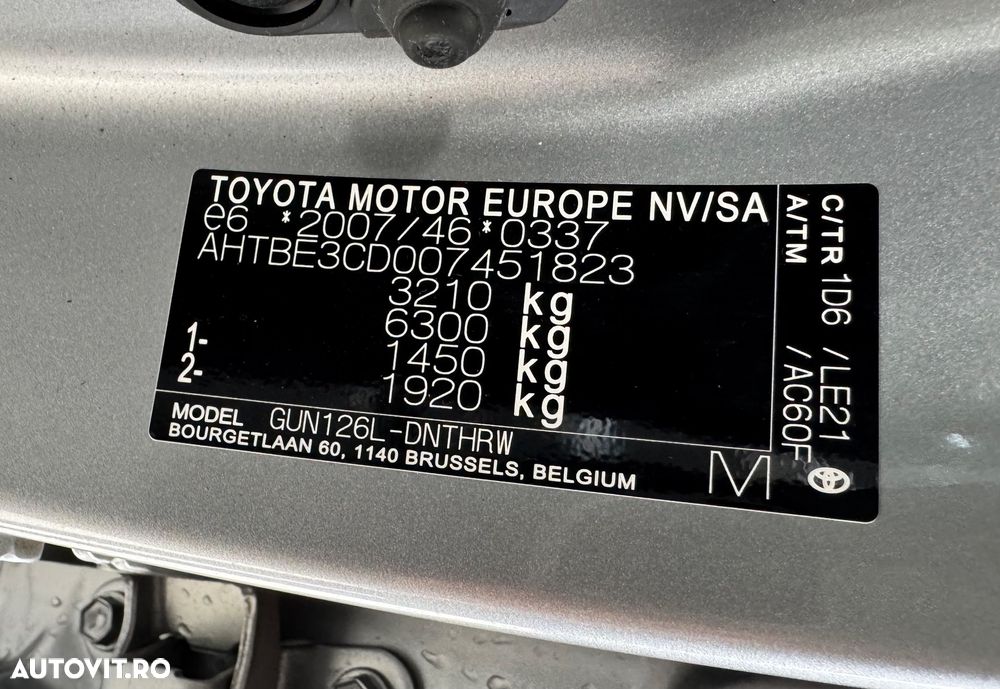 TOYOTA MOTOR EUROPE NV/SA
e6 *2007/46*0337
AHTBE3CD007451823
3210 kg
6300 kg
1- 1450 kg
2- 1920 kg
MODEL GUN126L-DNTHRW
BOURGETLAAN 60, 1140 BRUSSELS, BELGIUM
M
C/TR 1D6 /LE21
A/TM /AC60F
AUTOVIT.RO